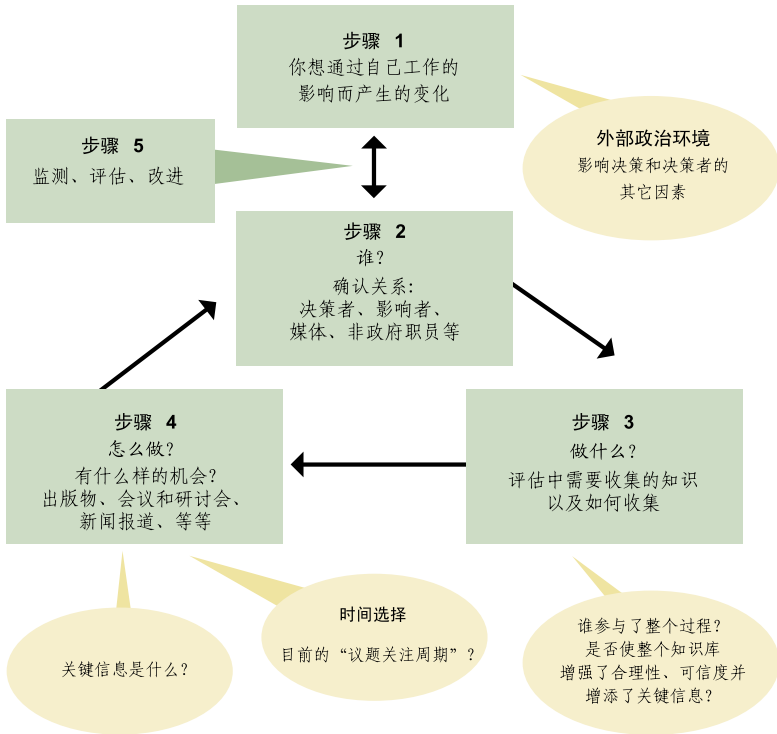 步骤 1
你想通过自己工作的
影响而产生的变化
外部政治环境
影响决策和决策者的
其它因素
步骤 5
监测、评估、改进
步骤 2
谁？
确认关系：
决策者、影响者、
媒体、非政府职员等
步骤 4
怎么做？
有什么样的机会？
出版物、会议和研讨会、
新闻报道、等等
步骤 3
做什么？
评估中需要收集的知识
以及如何收集
关键信息是什么？
时间选择
目前的“议题关注周期”？
谁参与了整个过程？
是否使整个知识库
增强了合理性、可信度并
增添了关键信息？